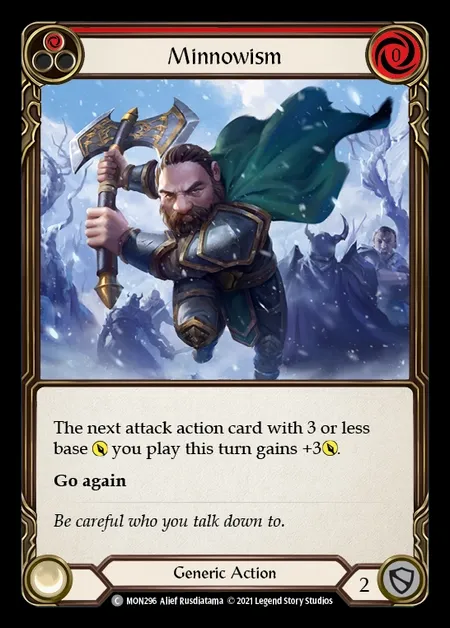 Minnowism
0
The next attack action card with 3 or less
base you play this turn gains +3.
Go again
Be careful who you talk down to.
Generic Action
2
C MON296 Alief Rusdiatama © 2021 Legend Story Studios